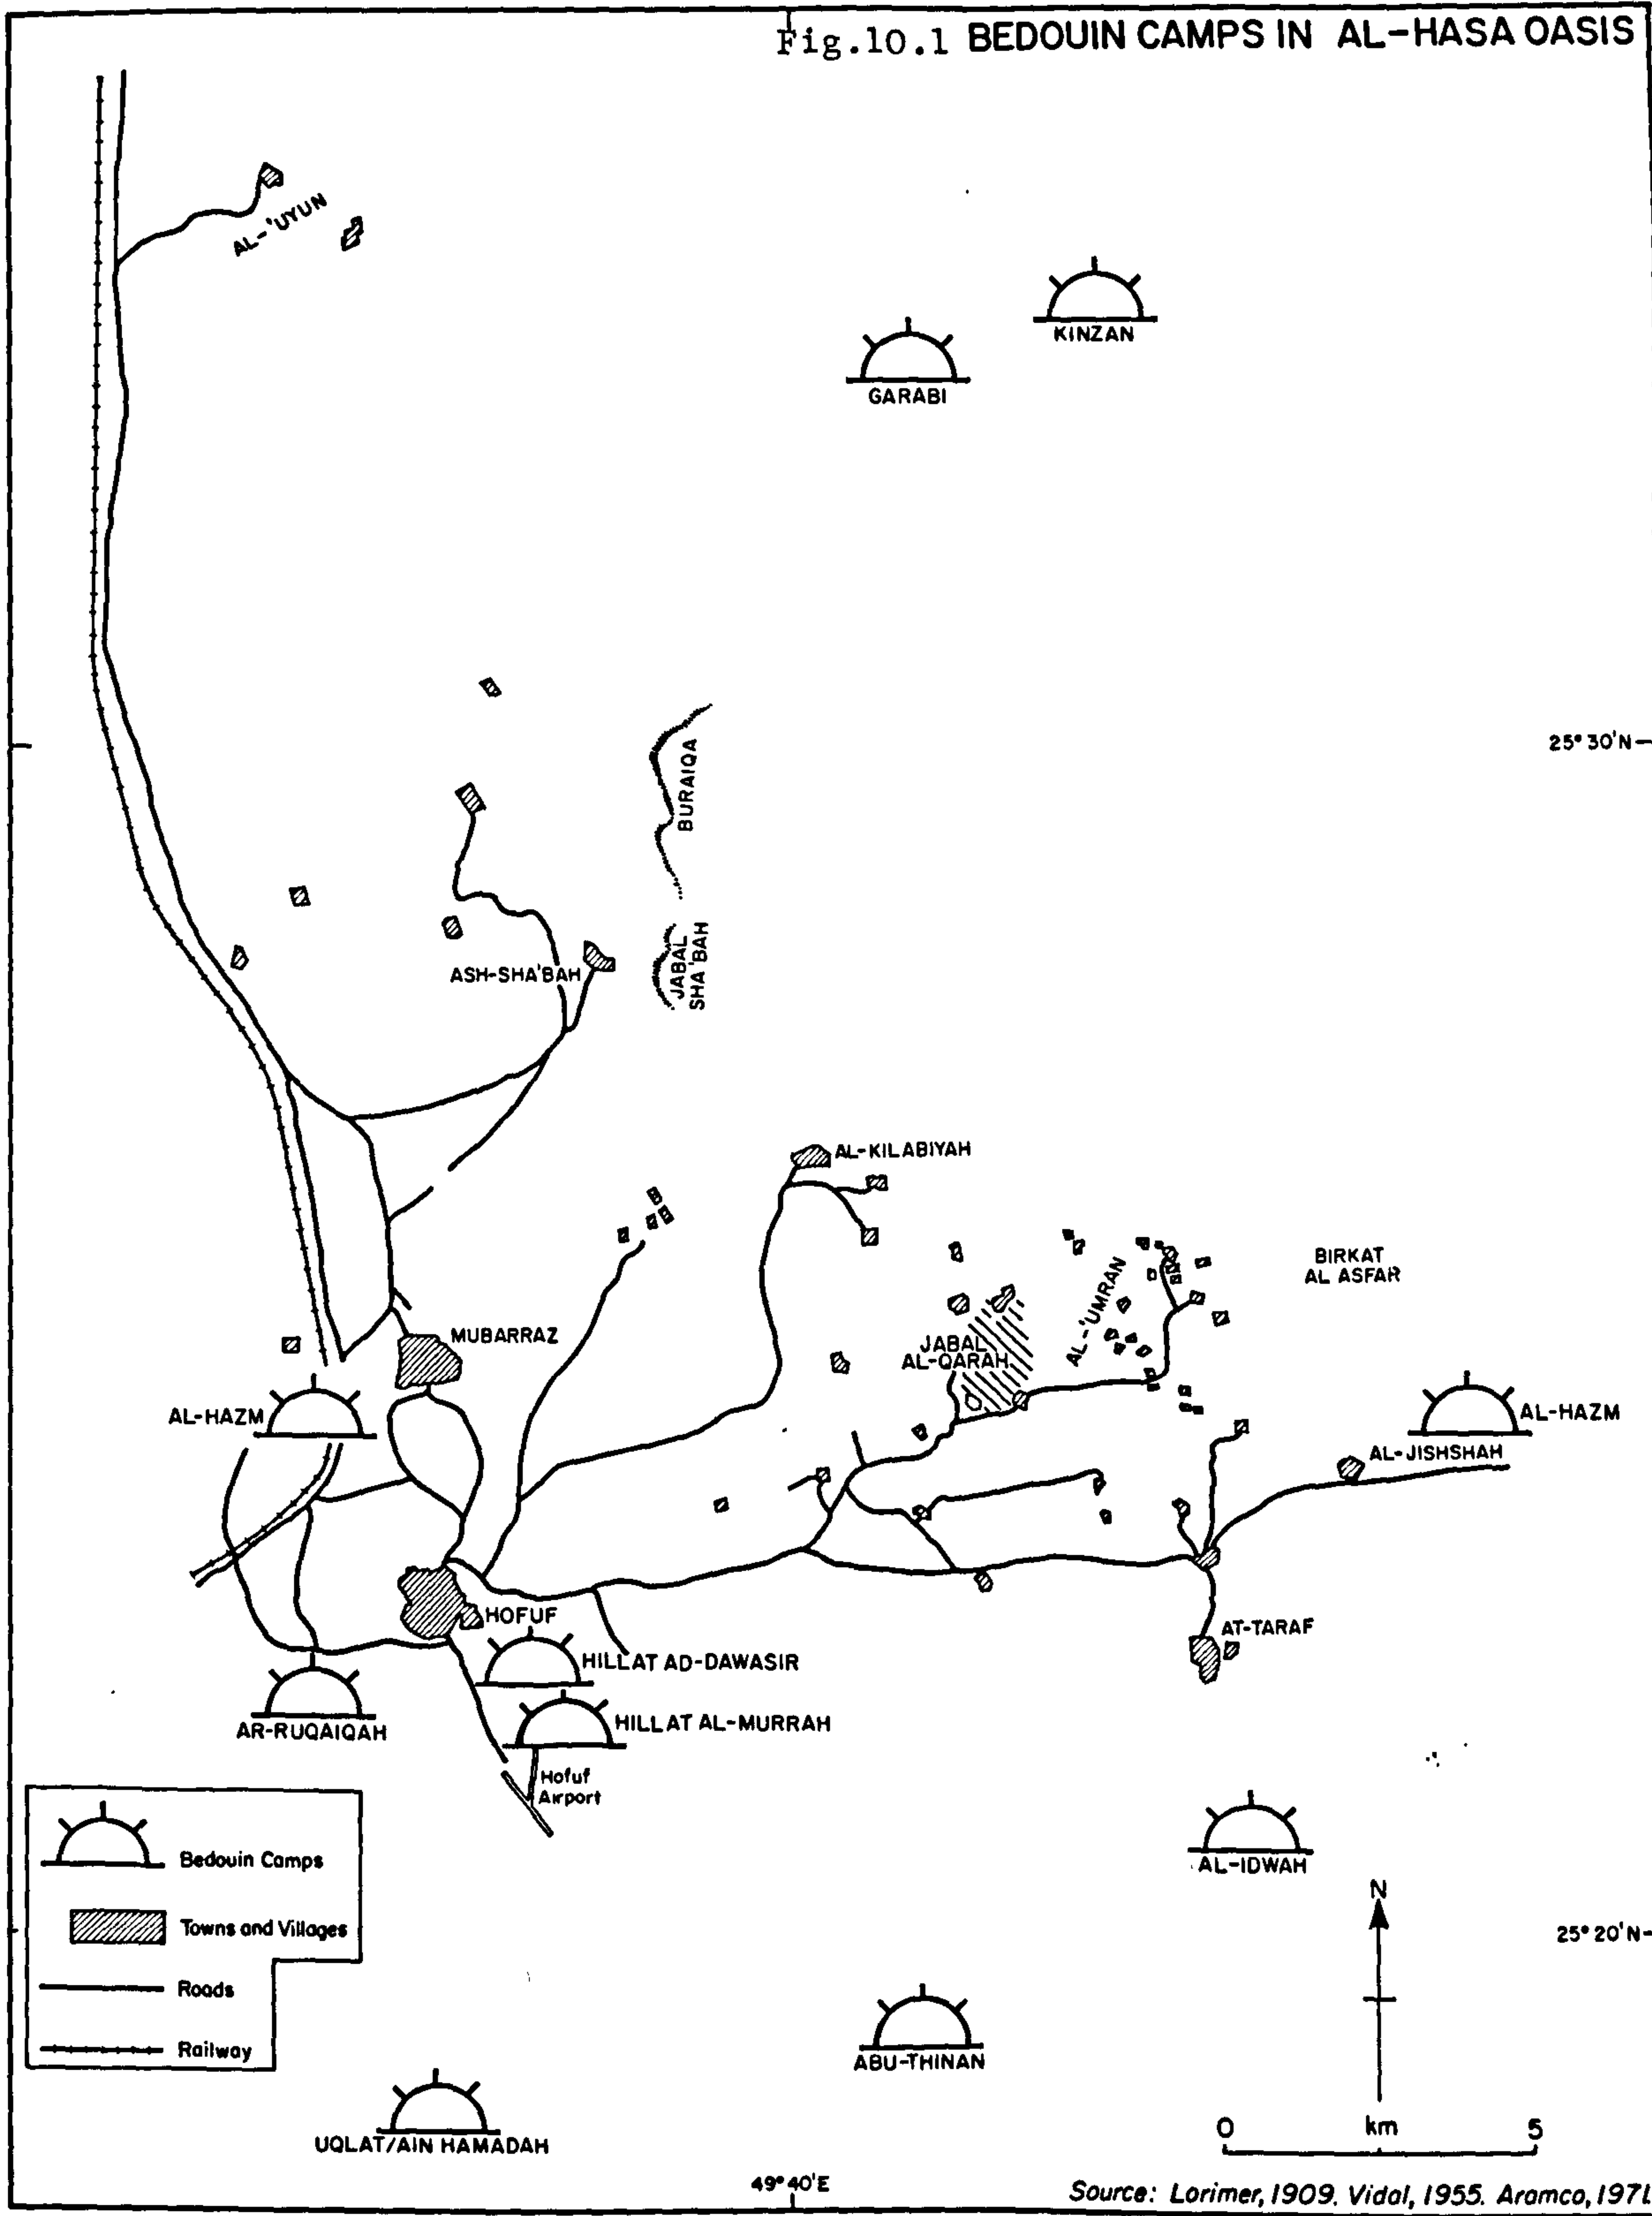 Fig.10.1 BEDOUIN CAMPS IN AL-HASA OASIS
AL-'UYUN
KINZAN
GARABI
25° 30'N
BURAIQA
ASH-SHA'BAH
JABAL
SHA'BAH
AL-KILABIYAH
BIRKAT
AL ASFAR
AL-'UMRAN
MUBARRAZ
JABAL
AL-QARAH
AL-HAZM
AL-HAZM
AL-JISHSHAH
HOFUF
AT-TARAF
HILLAT AD-DAWASIR
AR-RUQAIQAH
HILLAT AL-MURRAH
Hofuf
Airport
AL-IDWAH
Bedouin Camps
Towns and Villages
Roads
Railway
N
25° 20'N
ABU-THINAN
UQLAT/AIN HAMADAH
0 km 5
49° 40'E
Source: Lorimer, 1909. Vidal, 1955. Aramco, 1971